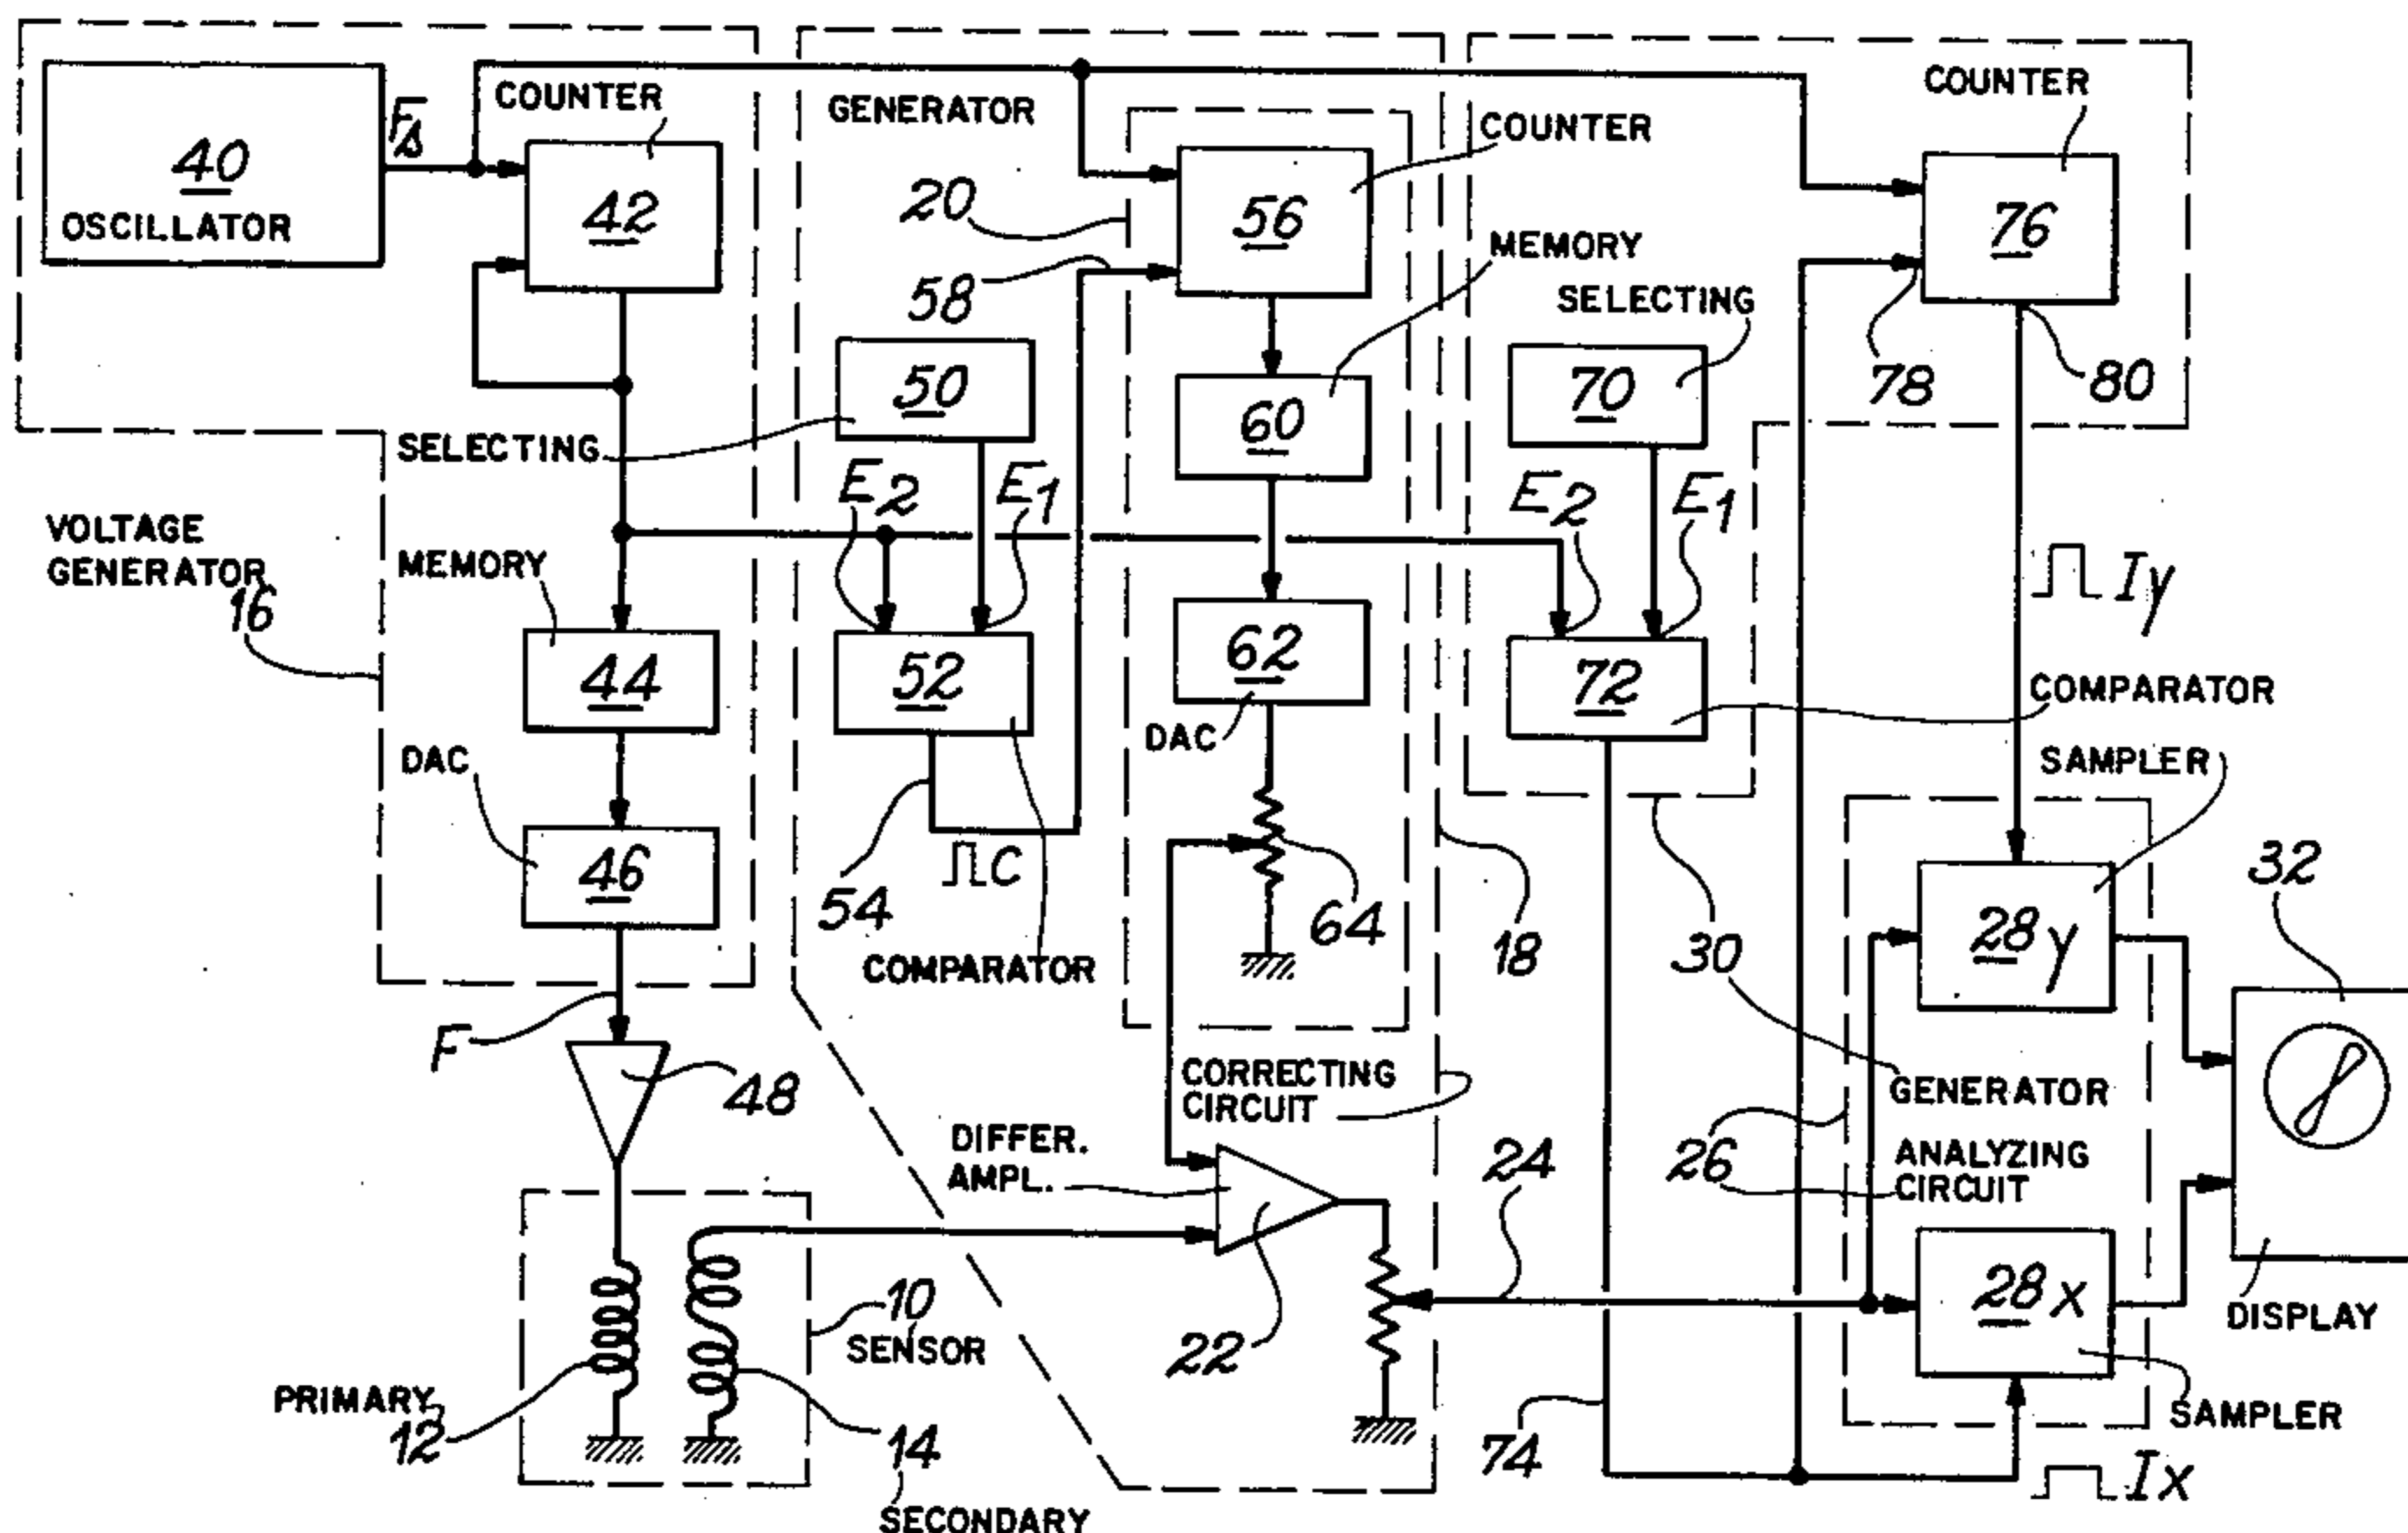 40
OSCILLATOR
Fs
COUNTER
42
GENERATOR
20
58
COUNTER
56
MEMORY
SELECTING
COUNTER
76
78
80
SELECTING
50
60
70
E2
E1
E2
E1
VOLTAGE
GENERATOR
16
MEMORY
44
52
62
DAC
72
Iy
COMPARATOR
SAMPLER
DAC
46
54
C
COMPARATOR
64
18
30
28y
32
F
48
CORRECTING
CIRCUIT
GENERATOR
DIFFER.
AMPL.
24
26
ANALYZING
CIRCUIT
10
SENSOR
22
28x
DISPLAY
PRIMARY
12
14
SECONDARY
74
SAMPLER
Ix